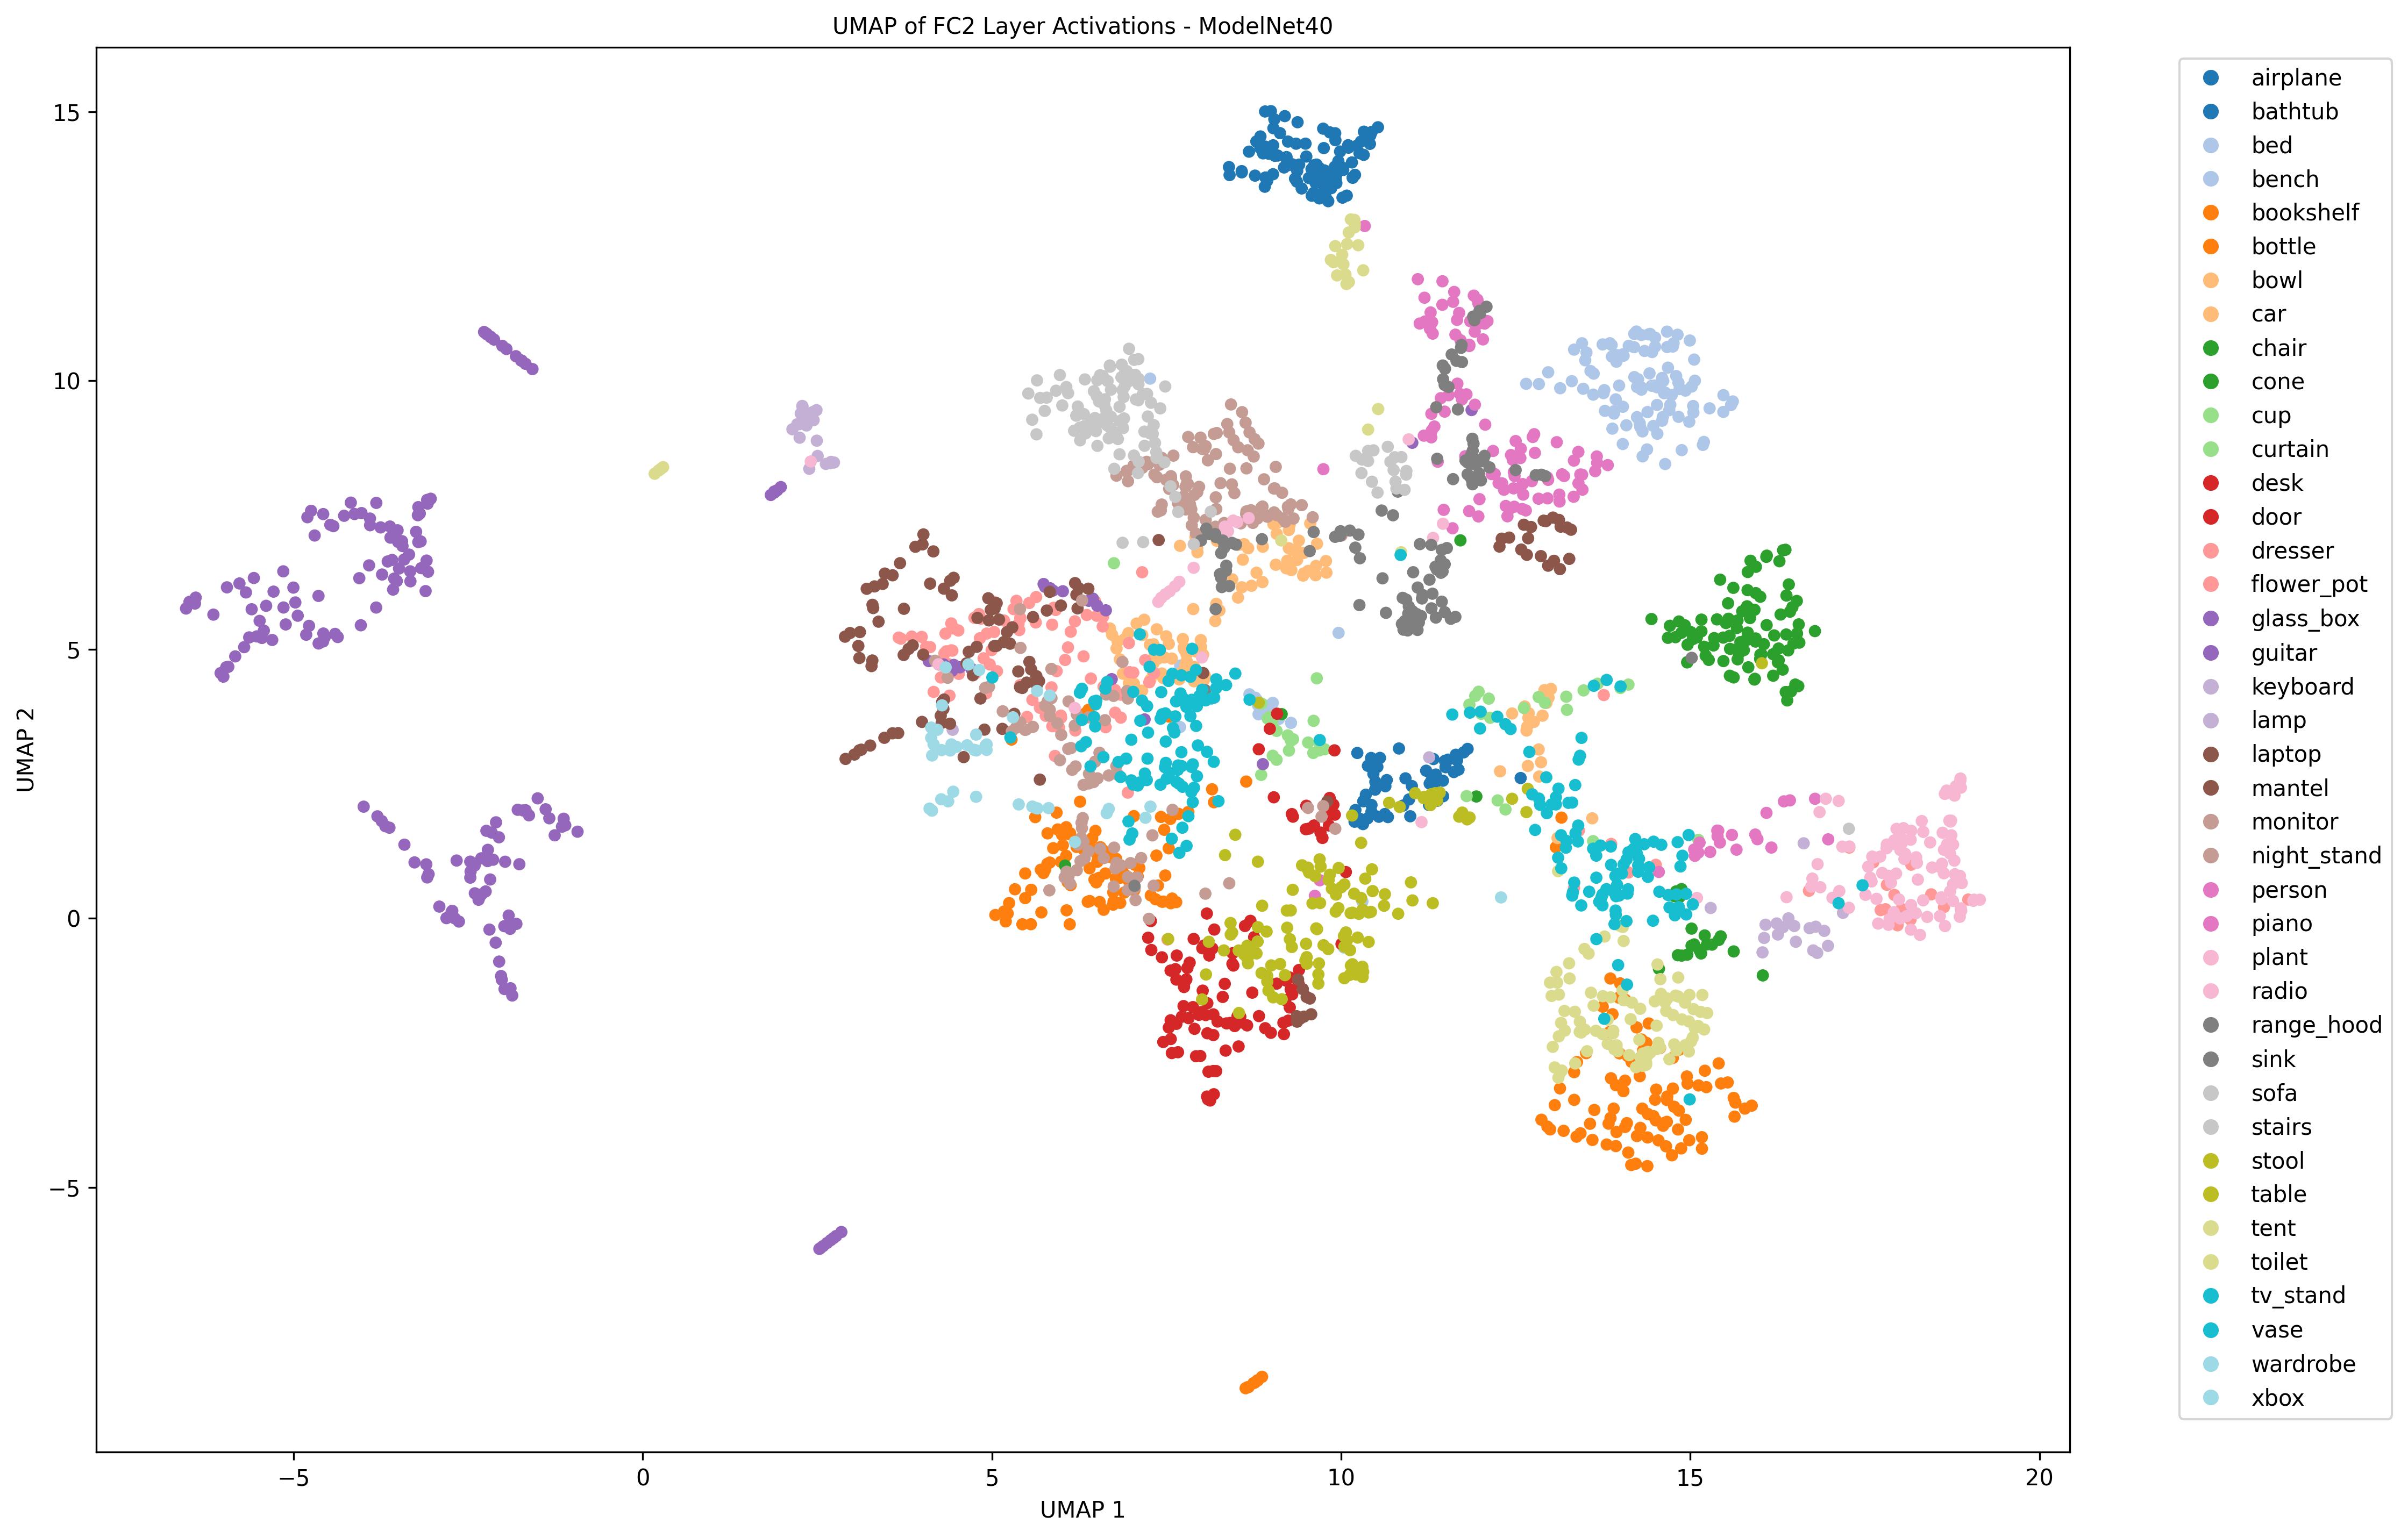 UMAP of FC2 Layer Activations - ModelNet40
15
10
5
0
−5
UMAP 2
−5
0
5
10
15
20
UMAP 1
airplane
bathtub
bed
bench
bookshelf
bottle
bowl
car
chair
cone
cup
curtain
desk
door
dresser
flower_pot
glass_box
guitar
keyboard
lamp
laptop
mantel
monitor
night_stand
person
piano
plant
radio
range_hood
sink
sofa
stairs
stool
table
tent
toilet
tv_stand
vase
wardrobe
xbox